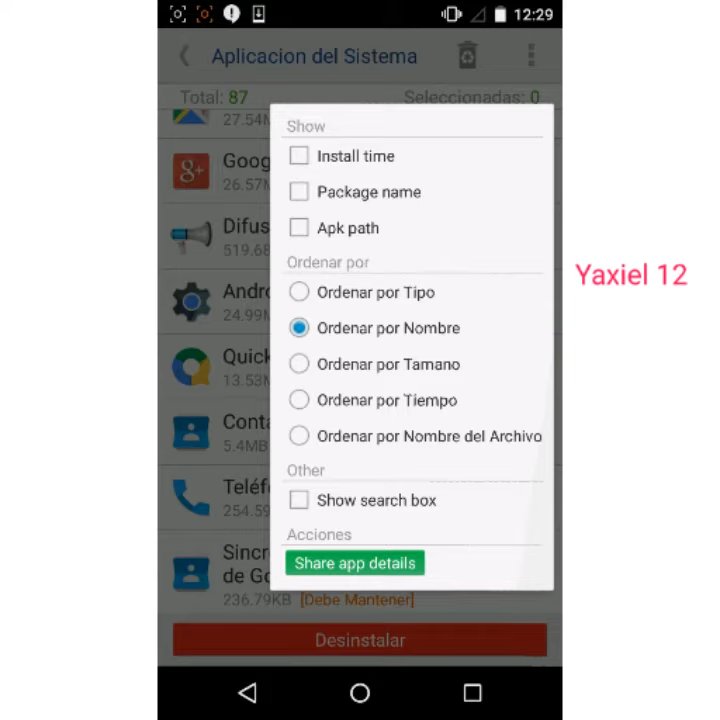 12:29
Aplicacion del Sistema
Total: 87
Seleccionadas: 0
27.54M
Show
Install time
Goog
26.57M
Package name
Difus
519.68
Apk path
Ordenar por
Yaxiel 12
Andro
24.99M
Ordenar por Tipo
Ordenar por Nombre
Quick
13.53M
Ordenar por Tamano
Ordenar por Tiempo
Conta
5.4MB
Ordenar por Nombre del Archivo
Other
Teléf
254.59
Show search box
Acciones
Sincr
de Go
Share app details
236.79KB [Debe Mantener]
Desinstalar